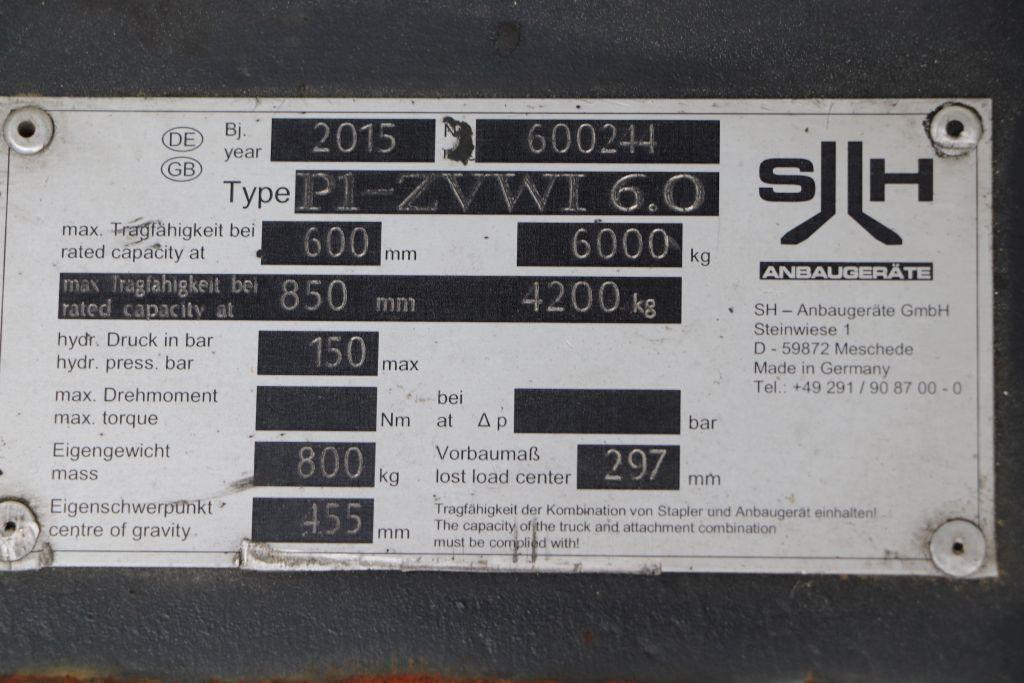 DE Bj. 2015 600244
GB year
Type P1-ZVWI 6.0
max. Tragfähigkeit bei 600 mm 6000 kg
rated capacity at
max Tragfähigkeit bei 850 mm 4200 kg
rated capacity at
hydr. Druck in bar 150 max
hydr. press. bar
max. Drehmoment Nm bei
max. torque at Δ p bar
Eigengewicht 800 kg Vorbaumaß 297 mm
mass lost load center
Eigenschwerpunkt 455 mm
centre of gravity
Tragfähigkeit der Kombination von Stapler und Anbaugerät einhalten!
The capacity of the truck and attachment combination
must be complied with!
SH
ANBAUGERÄTE
SH – Anbaugeräte GmbH
Steinwiese 1
D - 59872 Meschede
Made in Germany
Tel.: +49 291 / 90 87 00 - 0